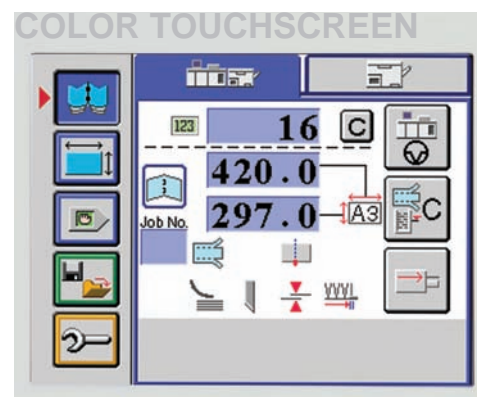 COLOR TOUCHSCREEN
123 16 C
420.0
297.0 A3
C
Job No.